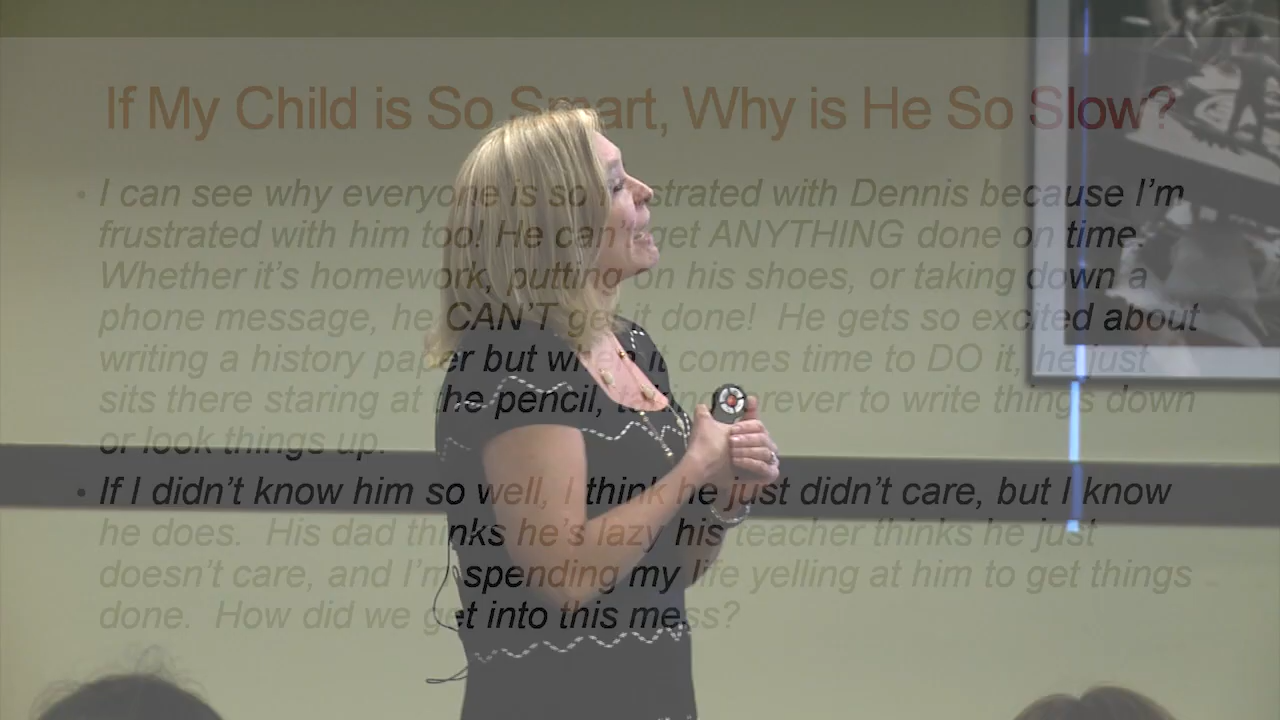 If My Child is So Smart, Why is He So Slow?
• I can see why everyone is so frustrated with Dennis because I'm
frustrated with him too! He can't get ANYTHING done on time.
Whether it's homework, putting on his shoes, or taking down a
phone message, he CAN'T get it done! He gets so excited about
writing a history paper but when it comes time to DO it, he just
sits there staring at the pencil, taking forever to write things down
or look things up.
• If I didn't know him so well, I think he just didn't care, but I know
he does. His dad thinks he's lazy his teacher thinks he just
doesn't care, and I'm spending my life yelling at him to get things
done. How did we get into this mess?